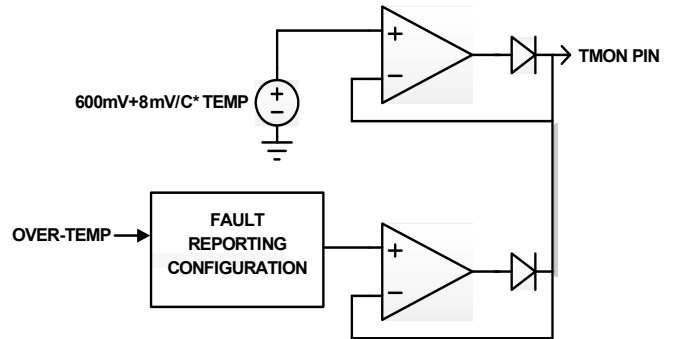 TMON PIN
600mV+8mV/C* TEMP
OVER-TEMP
FAULT
REPORTING
CONFIGURATION